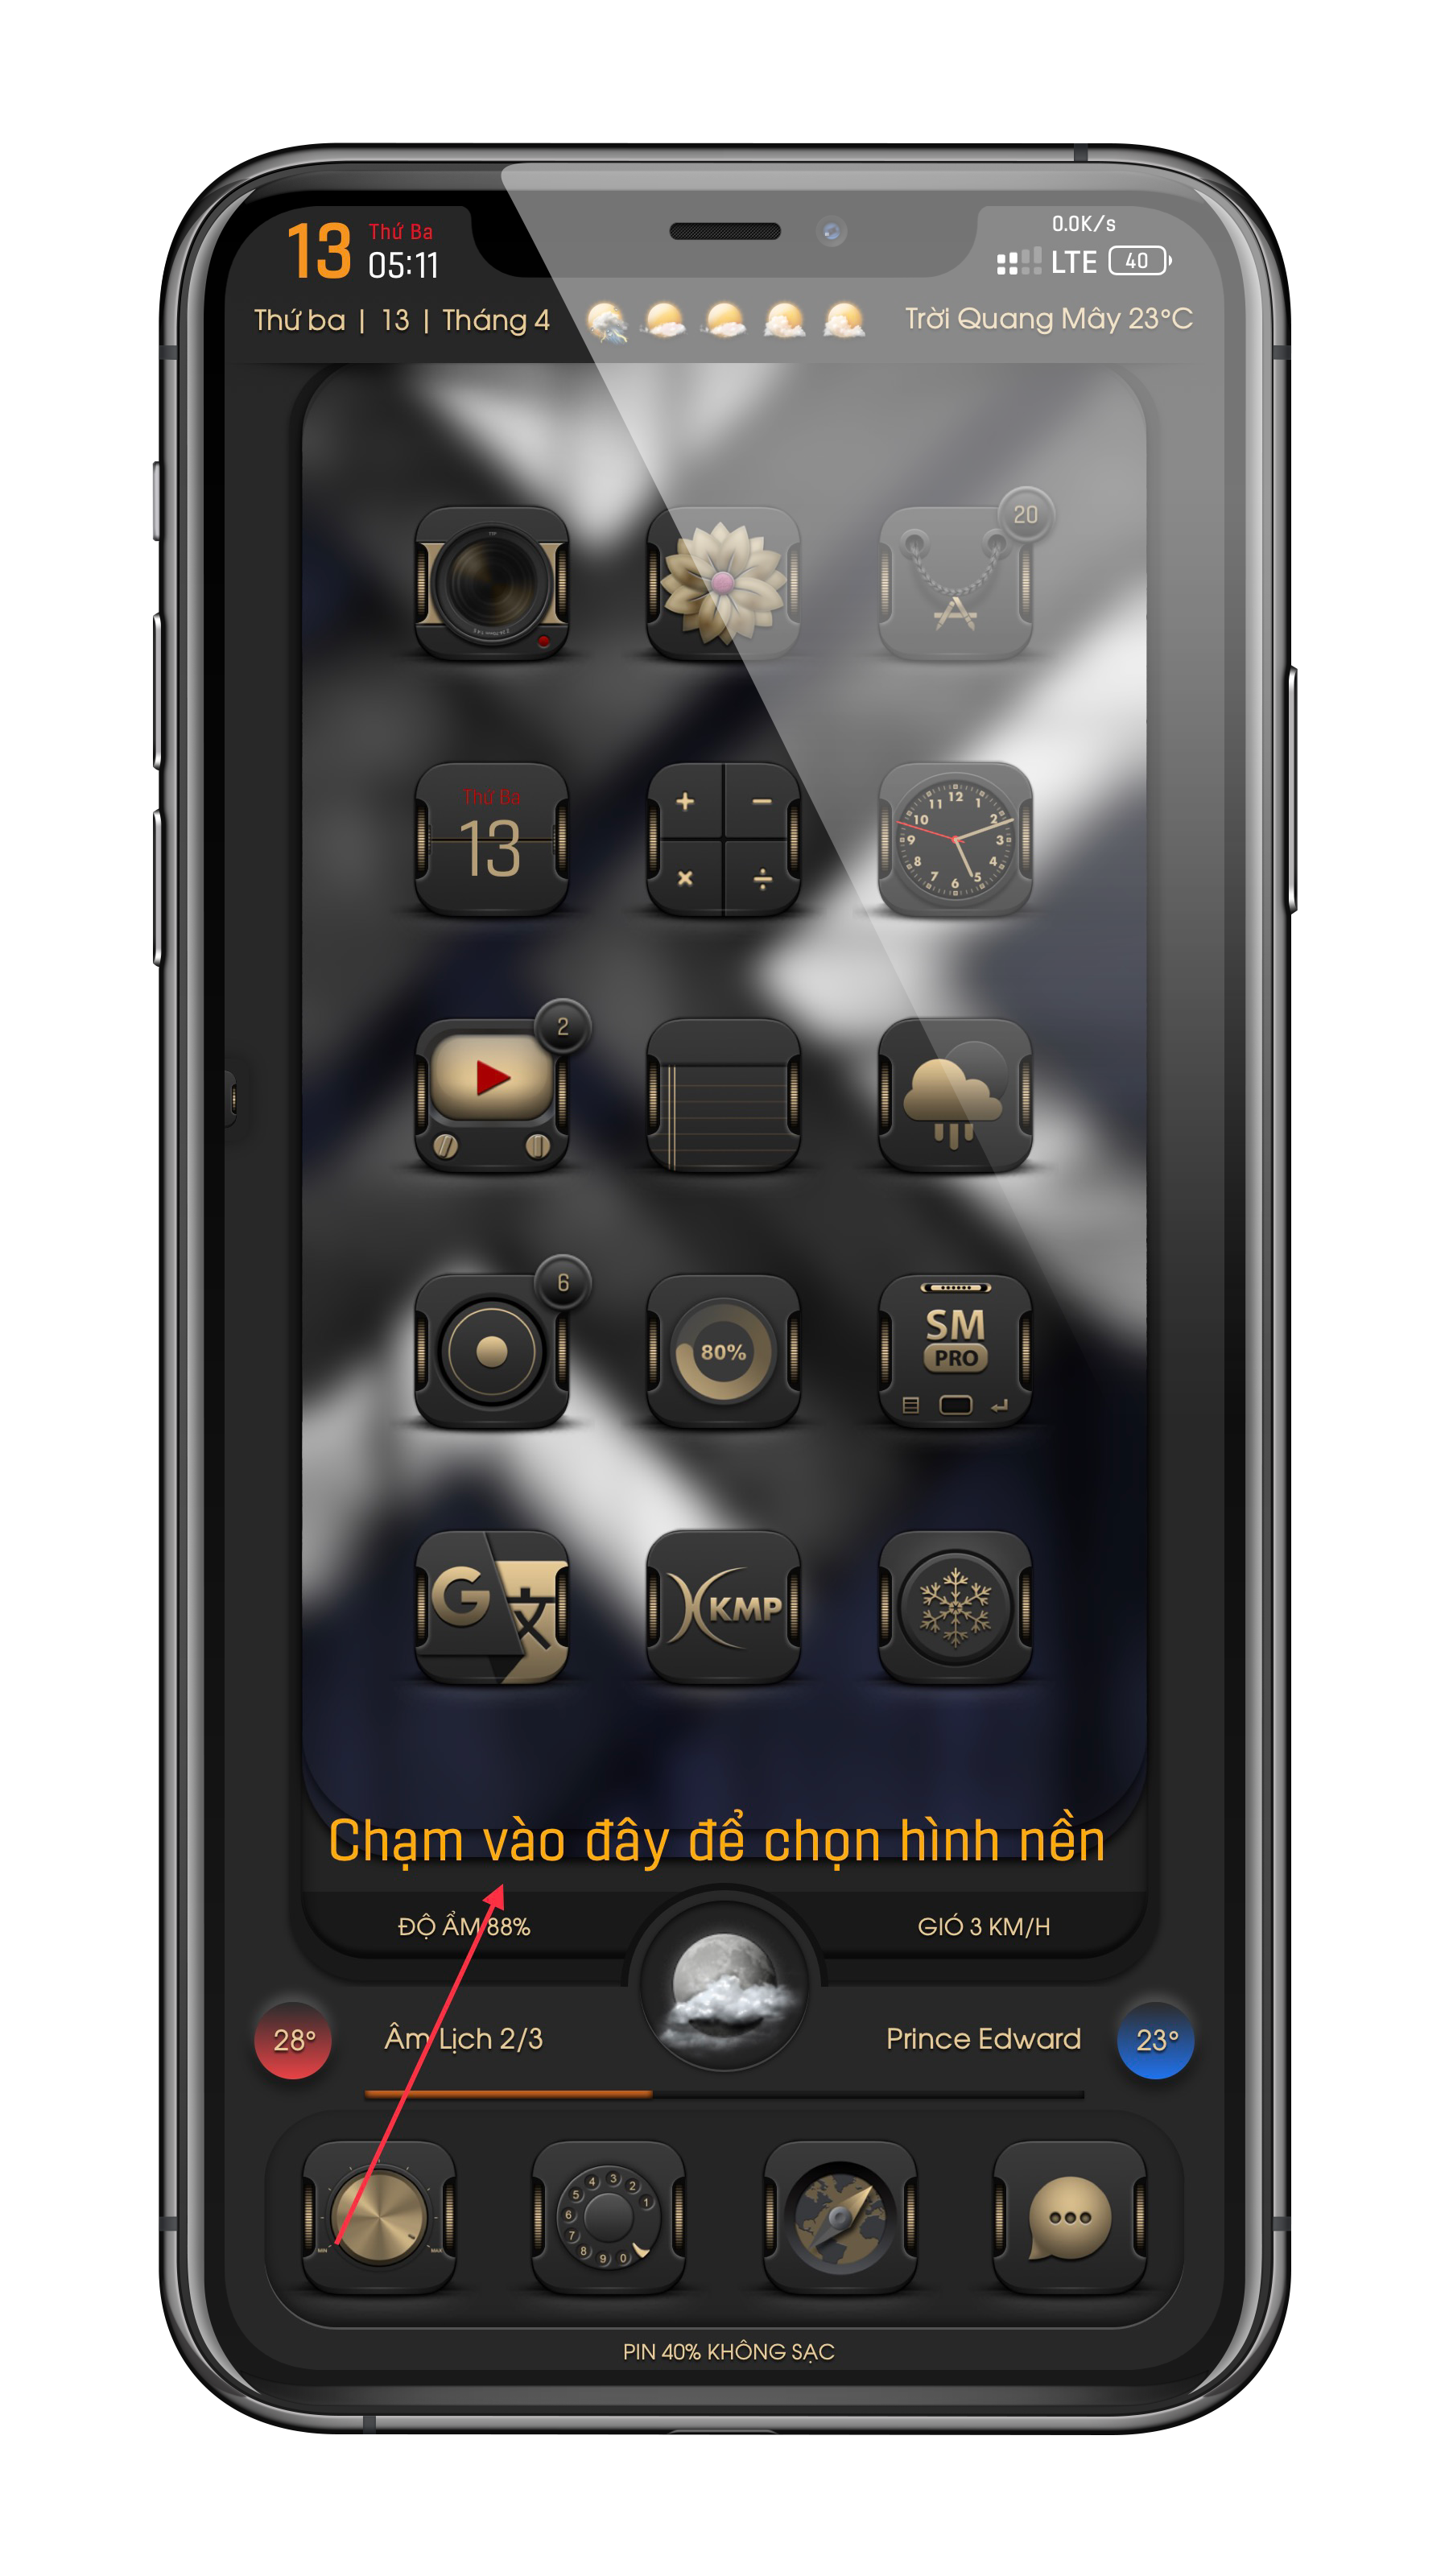 13 Thứ Ba
05:11
0.0K/s
LTE 40
Thứ ba | 13 | Tháng 4
Trời Quang Mây 23°C
20
Thứ Ba
13
+ − × ÷
12 1 2 3 4 5 6 7 8 9 10 11
2
6
80%
SM
PRO
G 文
KMP
Chạm vào đây để chọn hình nền
ĐỘ ẨM 88%
GIÓ 3 KM/H
28°
Âm Lịch 2/3
Prince Edward
23°
MIN MAX
1 2 3 4 5 6 7 8 9 0
PIN 40% KHÔNG SẠC